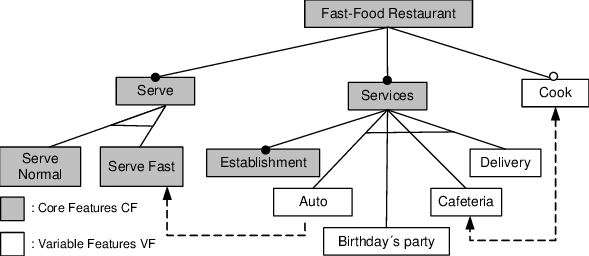 Fast-Food Restaurant
Serve
Services
Cook
Serve
Normal
Serve Fast
Establishment
Delivery
Auto
Cafeteria
Birthday´s party
: Core Features CF
: Variable Features VF